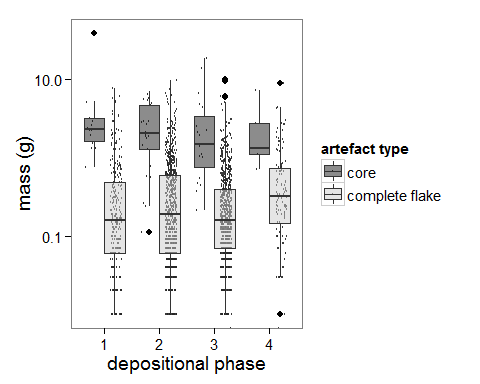 10.0
0.1
mass (g)
1 2 3 4
depositional phase
artefact type
core
complete flake